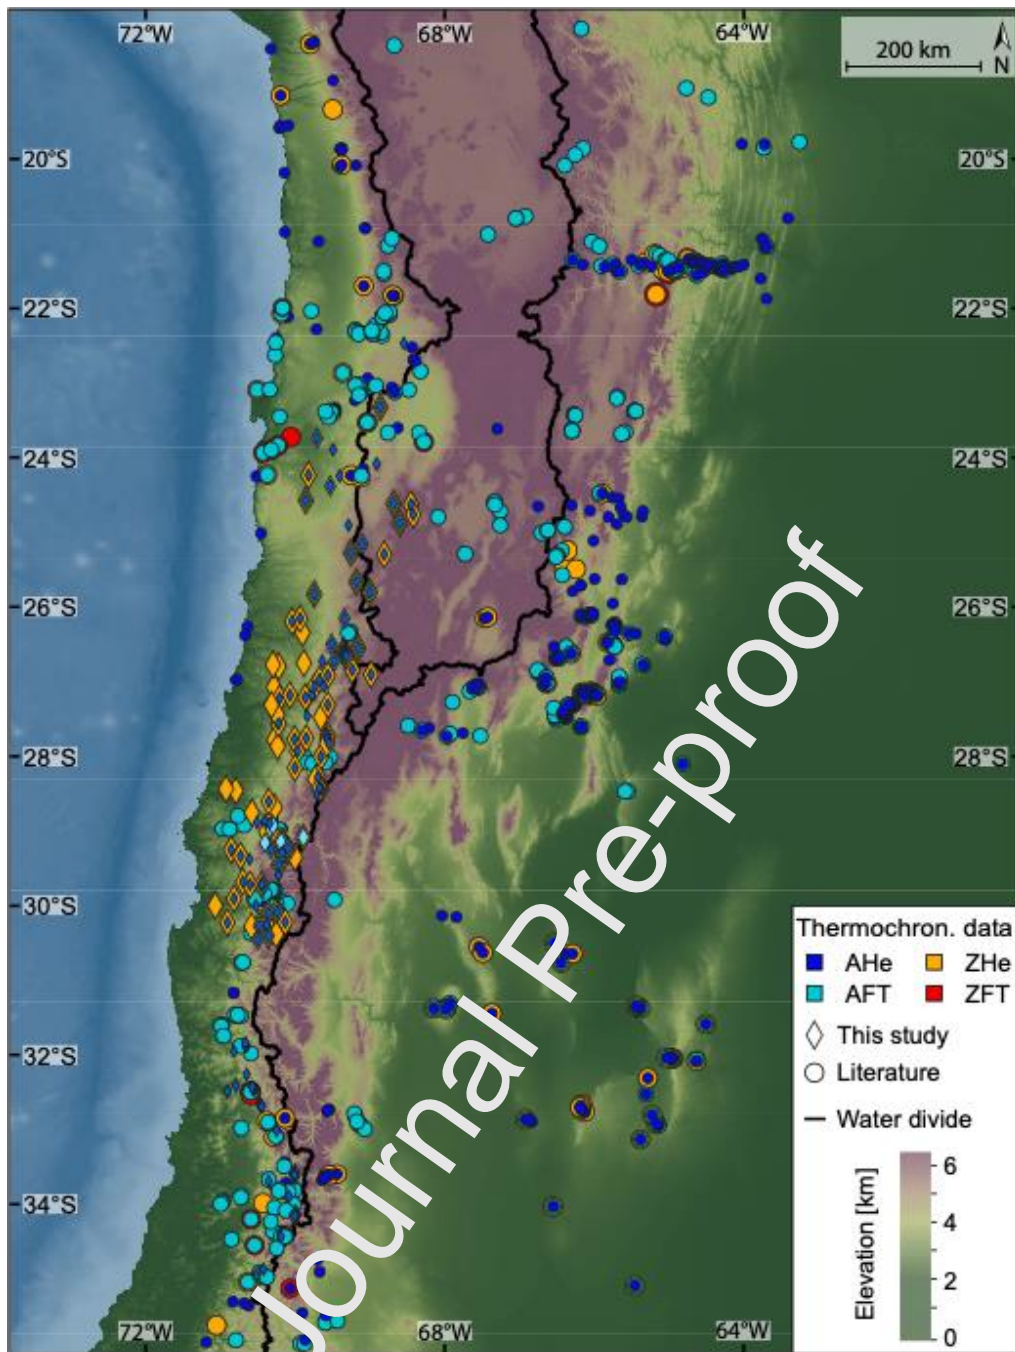 72°W 68°W 64°W
200 km
N
20°S 20°S
22°S 22°S
24°S 24°S
26°S 26°S
28°S 28°S
30°S
32°S
34°S
72°W 68°W 64°W
Thermochron. data
AHe ZHe
AFT ZFT
This study
Literature
Water divide
Elevation [km]
6
4
2
0
Journal Pre-proof